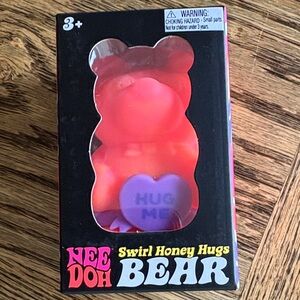 3+
WARNING:
CHOKING HAZARD - Small parts
Not for children under 3 years.
HUG
ME
NEE
DOH
Swirl Honey Hugs
BEAR